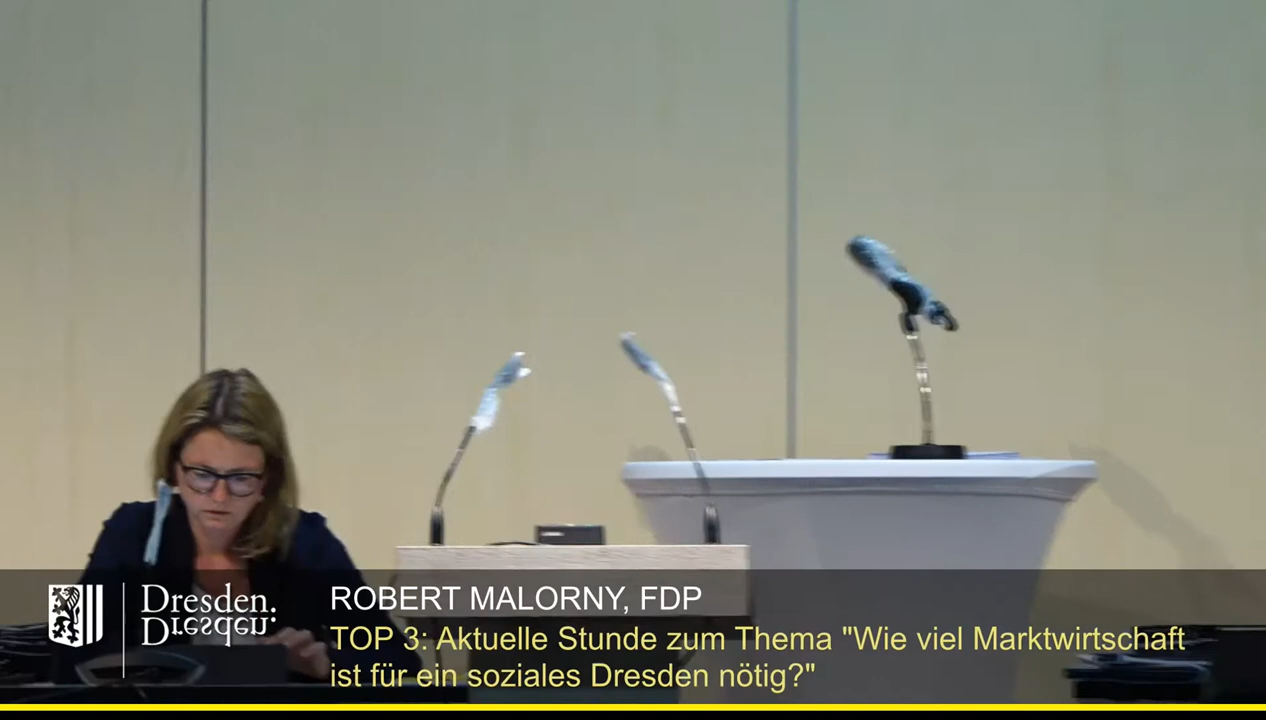 Dresden.
Dresden.
ROBERT MALORNY, FDP
TOP 3: Aktuelle Stunde zum Thema "Wie viel Marktwirtschaft
ist für ein soziales Dresden nötig?"